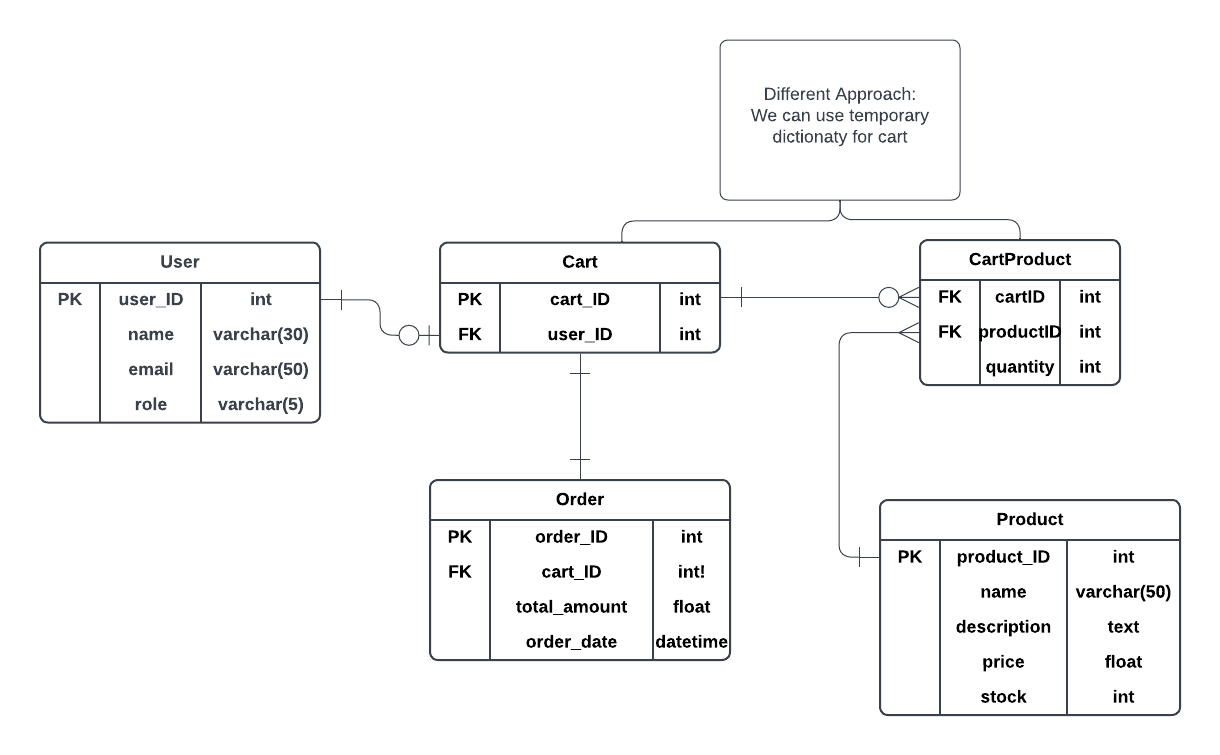 Different Approach:
We can use temporary
dictionaty for cart
User
PK user_ID int
name varchar(30)
email varchar(50)
role varchar(5)
Cart
PK cart_ID int
FK user_ID int
CartProduct
FK cartID int
FK productID int
quantity int
Order
PK order_ID int
FK cart_ID int!
total_amount float
order_date datetime
Product
PK product_ID int
name varchar(50)
description text
price float
stock int